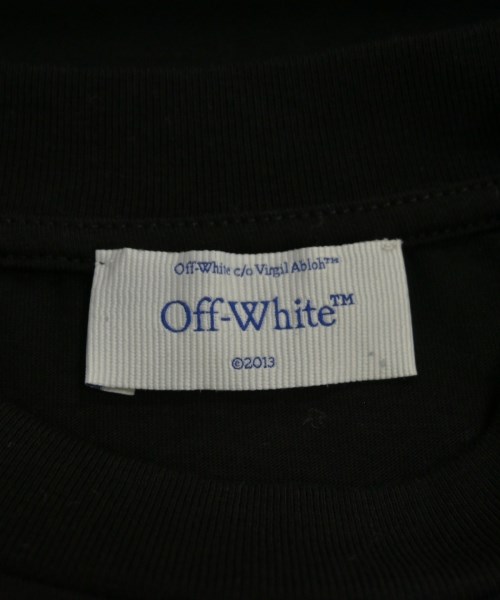 Off-White c/o Virgil Abloh™
Off-White™
©2013